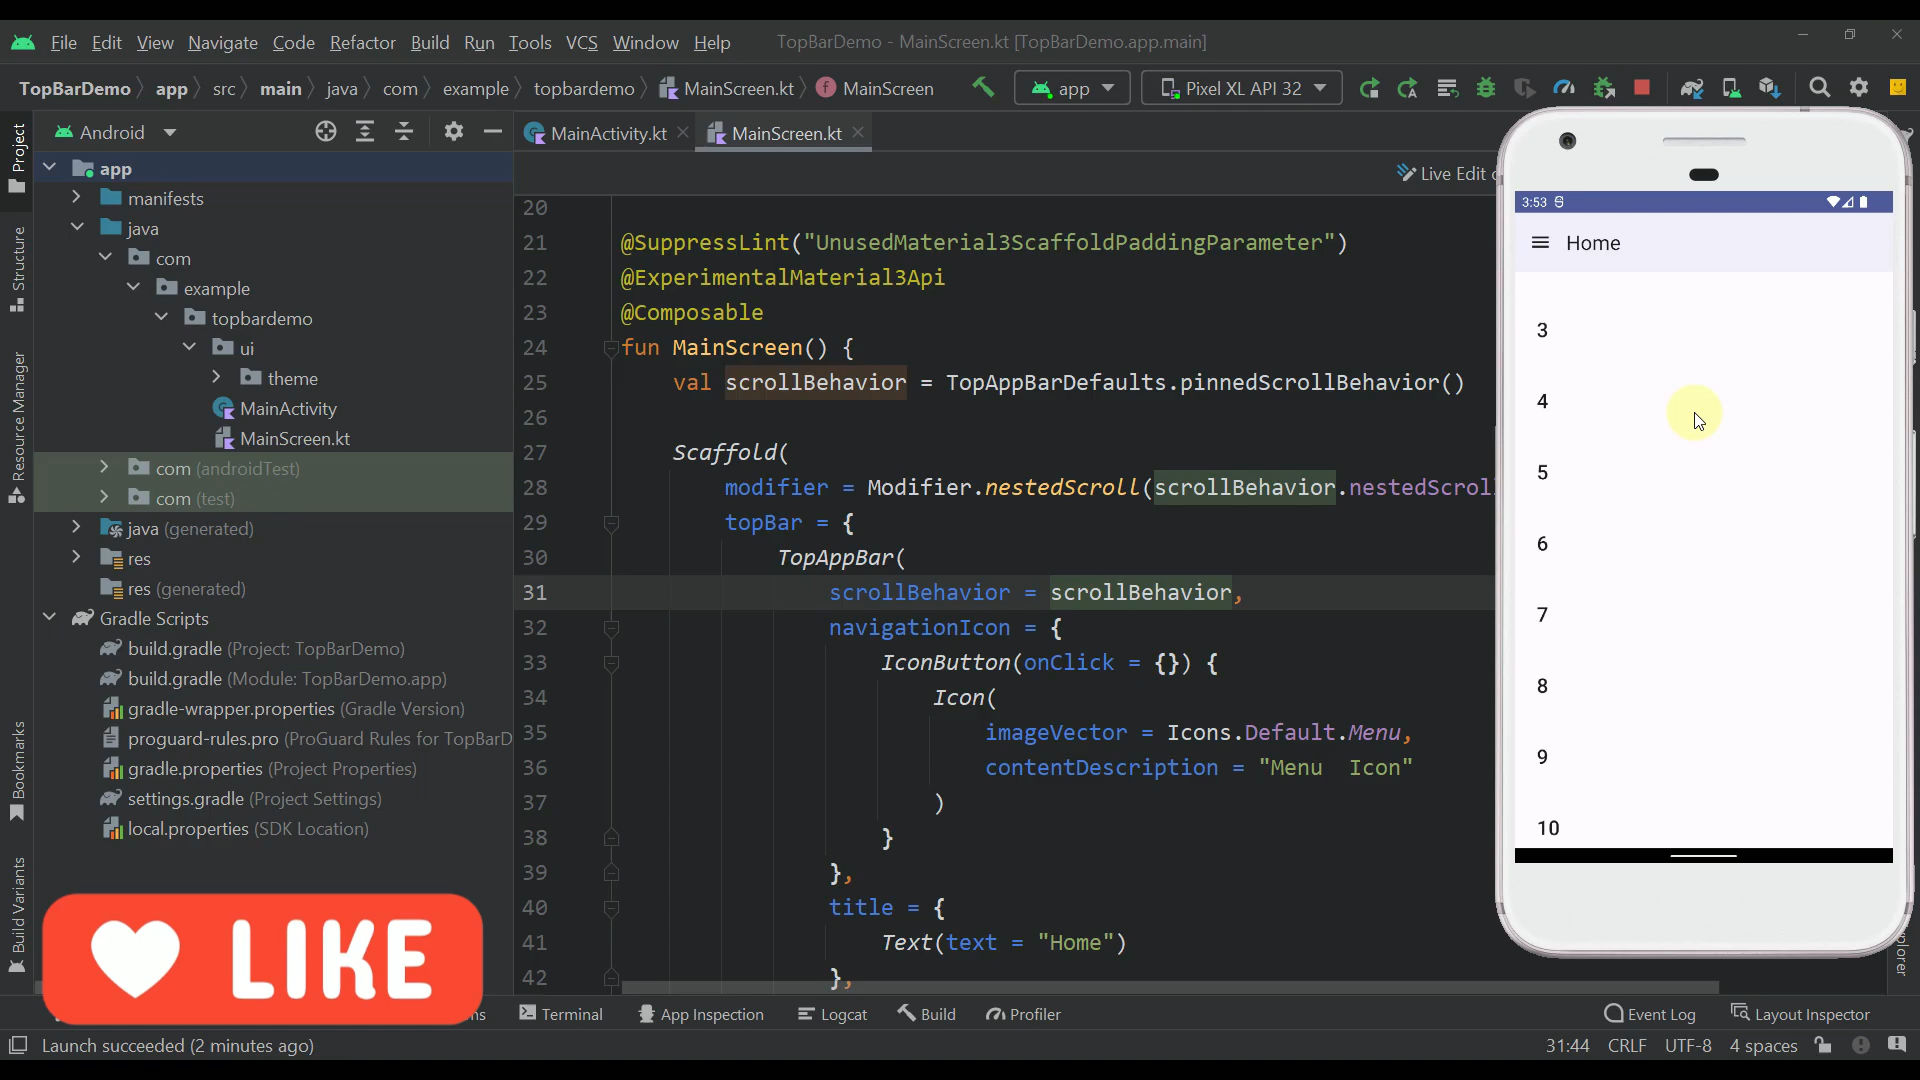 File Edit View Navigate Code Refactor Build Run Tools VCS Window Help TopBarDemo - MainScreen.kt [TopBarDemo.app.main]
TopBarDemo app src main java com example topbardemo MainScreen.kt MainScreen app Pixel XL API 32
Project
Structure
Resource Manager
Bookmarks
Build Variants
Android
app
manifests
java
com
example
topbardemo
ui
theme
MainActivity
MainScreen.kt
com (androidTest)
com (test)
java (generated)
res
res (generated)
Gradle Scripts
build.gradle (Project: TopBarDemo)
build.gradle (Module: TopBarDemo.app)
gradle-wrapper.properties (Gradle Version)
proguard-rules.pro (ProGuard Rules for TopBarD
gradle.properties (Project Properties)
settings.gradle (Project Settings)
local.properties (SDK Location)
LIKE
MainActivity.kt MainScreen.kt
Live Edit
20
21 @SuppressLint("UnusedMaterial3ScaffoldPaddingParameter")
22 @ExperimentalMaterial3Api
23 @Composable
24 fun MainScreen() {
25 val scrollBehavior = TopAppBarDefaults.pinnedScrollBehavior()
26
27 Scaffold(
28 modifier = Modifier.nestedScroll(scrollBehavior.nestedScrol
29 topBar = {
30 TopAppBar(
31 scrollBehavior = scrollBehavior,
32 navigationIcon = {
33 IconButton(onClick = {}) {
34 Icon(
35 imageVector = Icons.Default.Menu,
36 contentDescription = "Menu  Icon"
37 )
38 }
39 },
40 title = {
41 Text(text = "Home")
42 },
3:53
Home
3
4
5
6
7
8
9
10
Terminal App Inspection Logcat Build Profiler Event Log Layout Inspector
Launch succeeded (2 minutes ago) 31:44 CRLF UTF-8 4 spaces